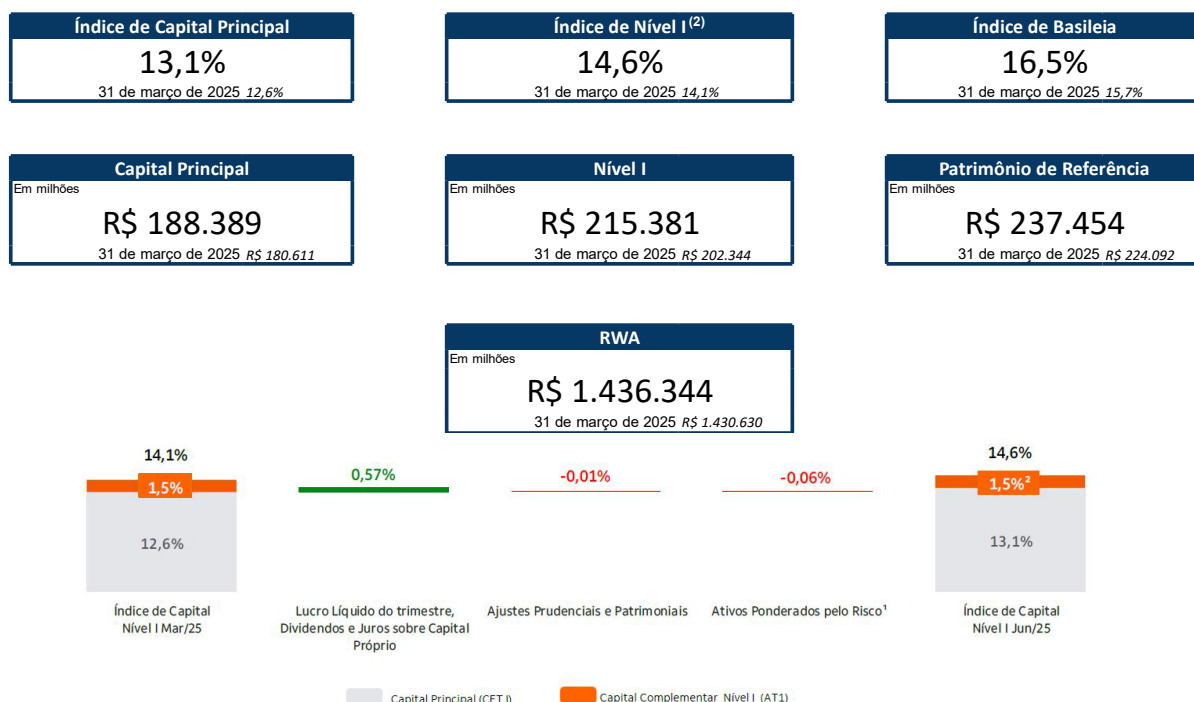 Índice de Capital Principal
13,1%
31 de março de 2025 12,6%
Índice de Nível I(2)
14,6%
31 de março de 2025 14,1%
Índice de Basileia
16,5%
31 de março de 2025 15,7%
Capital Principal
Em milhões
R$ 188.389
31 de março de 2025 R$ 180.611
Nível I
Em milhões
R$ 215.381
31 de março de 2025 R$ 202.344
Patrimônio de Referência
Em milhões
R$ 237.454
31 de março de 2025 R$ 224.092
RWA
Em milhões
R$ 1.436.344
31 de março de 2025 R$ 1.430.630
14,1%
1,5%
12,6%
Índice de Capital
Nível I Mar/25
0,57%
Lucro Líquido do trimestre,
Dividendos e Juros sobre Capital
Próprio
-0,01%
Ajustes Prudenciais e Patrimoniais
-0,06%
Ativos Ponderados pelo Risco¹
14,6%
1,5%²
13,1%
Índice de Capital
Nível I Jun/25
Capital Principal (CET I)
Capital Complementar Nível I (AT1)